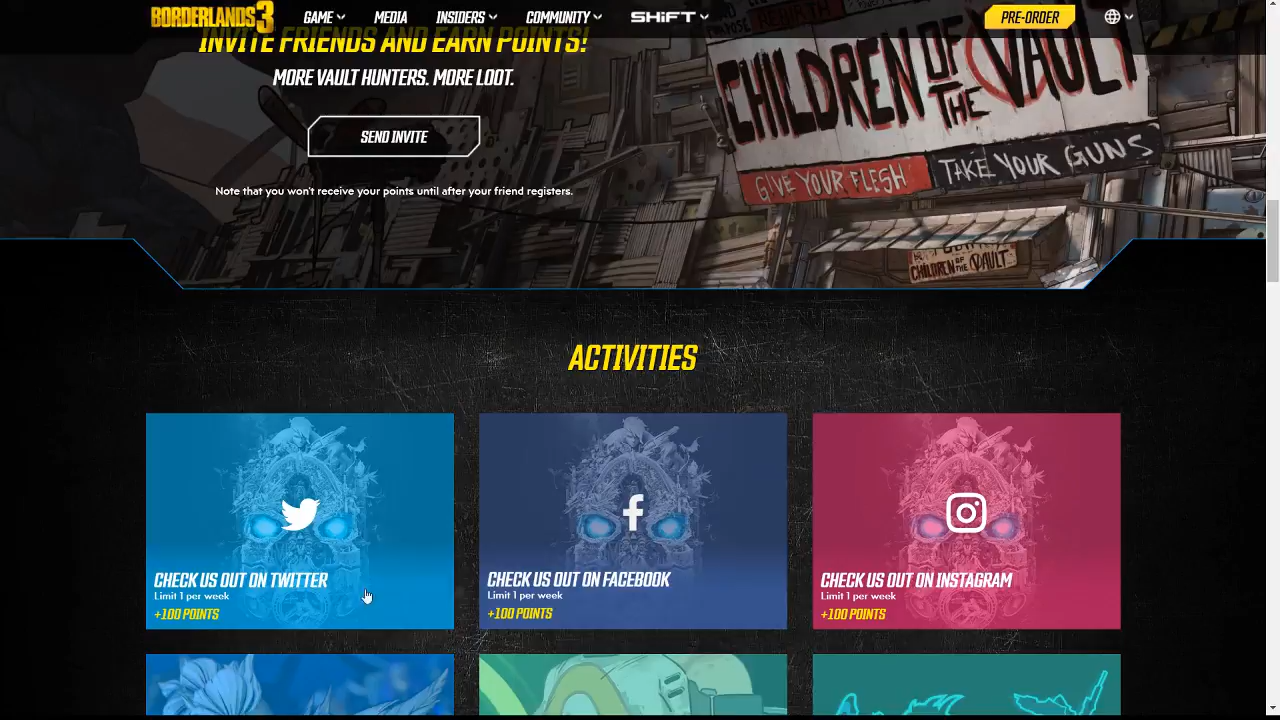 BORDERLANDS 3
GAME
MEDIA
INSIDERS
COMMUNITY
SHiFT
PRE-ORDER
INVITE FRIENDS AND EARN POINTS!
MORE VAULT HUNTERS. MORE LOOT.
SEND INVITE
Note that you won't receive your points until after your friend registers.
REBIRTH
CHILDREN OF THE VAULT
GIVE YOUR FLESH
TAKE YOUR GUNS
CHILDREN OF THE VAULT
ACTIVITIES
CHECK US OUT ON TWITTER
Limit 1 per week
+100 POINTS
CHECK US OUT ON FACEBOOK
Limit 1 per week
+100 POINTS
CHECK US OUT ON INSTAGRAM
Limit 1 per week
+100 POINTS